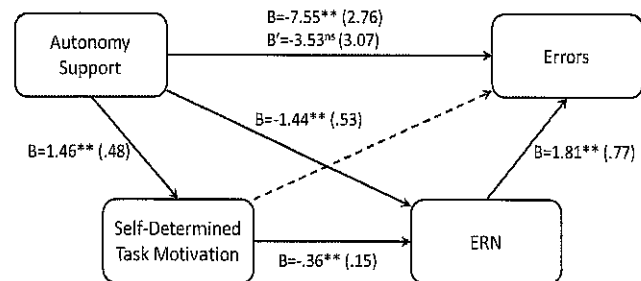 B=-7.55** (2.76)
B'=-3.53ns (3.07)
Autonomy
Support
Errors
B=-1.44** (.53)
B=1.46** (.48)
B=1.81** (.77)
Self-Determined
Task Motivation
ERN
B=-.36** (.15)